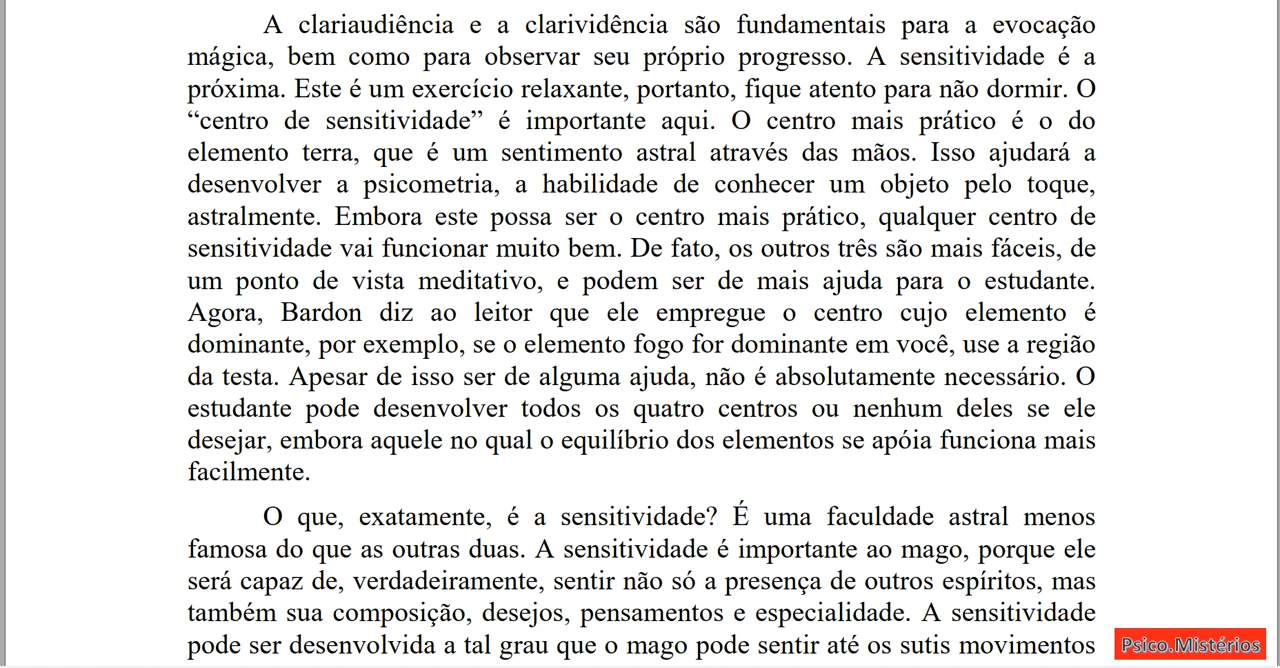 A clariaudiência e a clarividência são fundamentais para a evocação
mágica, bem como para observar seu próprio progresso. A sensitividade é a
próxima. Este é um exercício relaxante, portanto, fique atento para não dormir. O
“centro de sensitividade” é importante aqui. O centro mais prático é o do
elemento terra, que é um sentimento astral através das mãos. Isso ajudará a
desenvolver a psicometria, a habilidade de conhecer um objeto pelo toque,
astralmente. Embora este possa ser o centro mais prático, qualquer centro de
sensitividade vai funcionar muito bem. De fato, os outros três são mais fáceis, de
um ponto de vista meditativo, e podem ser de mais ajuda para o estudante.
Agora, Bardon diz ao leitor que ele empregue o centro cujo elemento é
dominante, por exemplo, se o elemento fogo for dominante em você, use a região
da testa. Apesar de isso ser de alguma ajuda, não é absolutamente necessário. O
estudante pode desenvolver todos os quatro centros ou nenhum deles se ele
desejar, embora aquele no qual o equilíbrio dos elementos se apóia funciona mais
facilmente.
O que, exatamente, é a sensitividade? É uma faculdade astral menos
famosa do que as outras duas. A sensitividade é importante ao mago, porque ele
será capaz de, verdadeiramente, sentir não só a presença de outros espíritos, mas
também sua composição, desejos, pensamentos e especialidade. A sensitividade
pode ser desenvolvida a tal grau que o mago pode sentir até os sutis movimentos
Psico.Mistérios